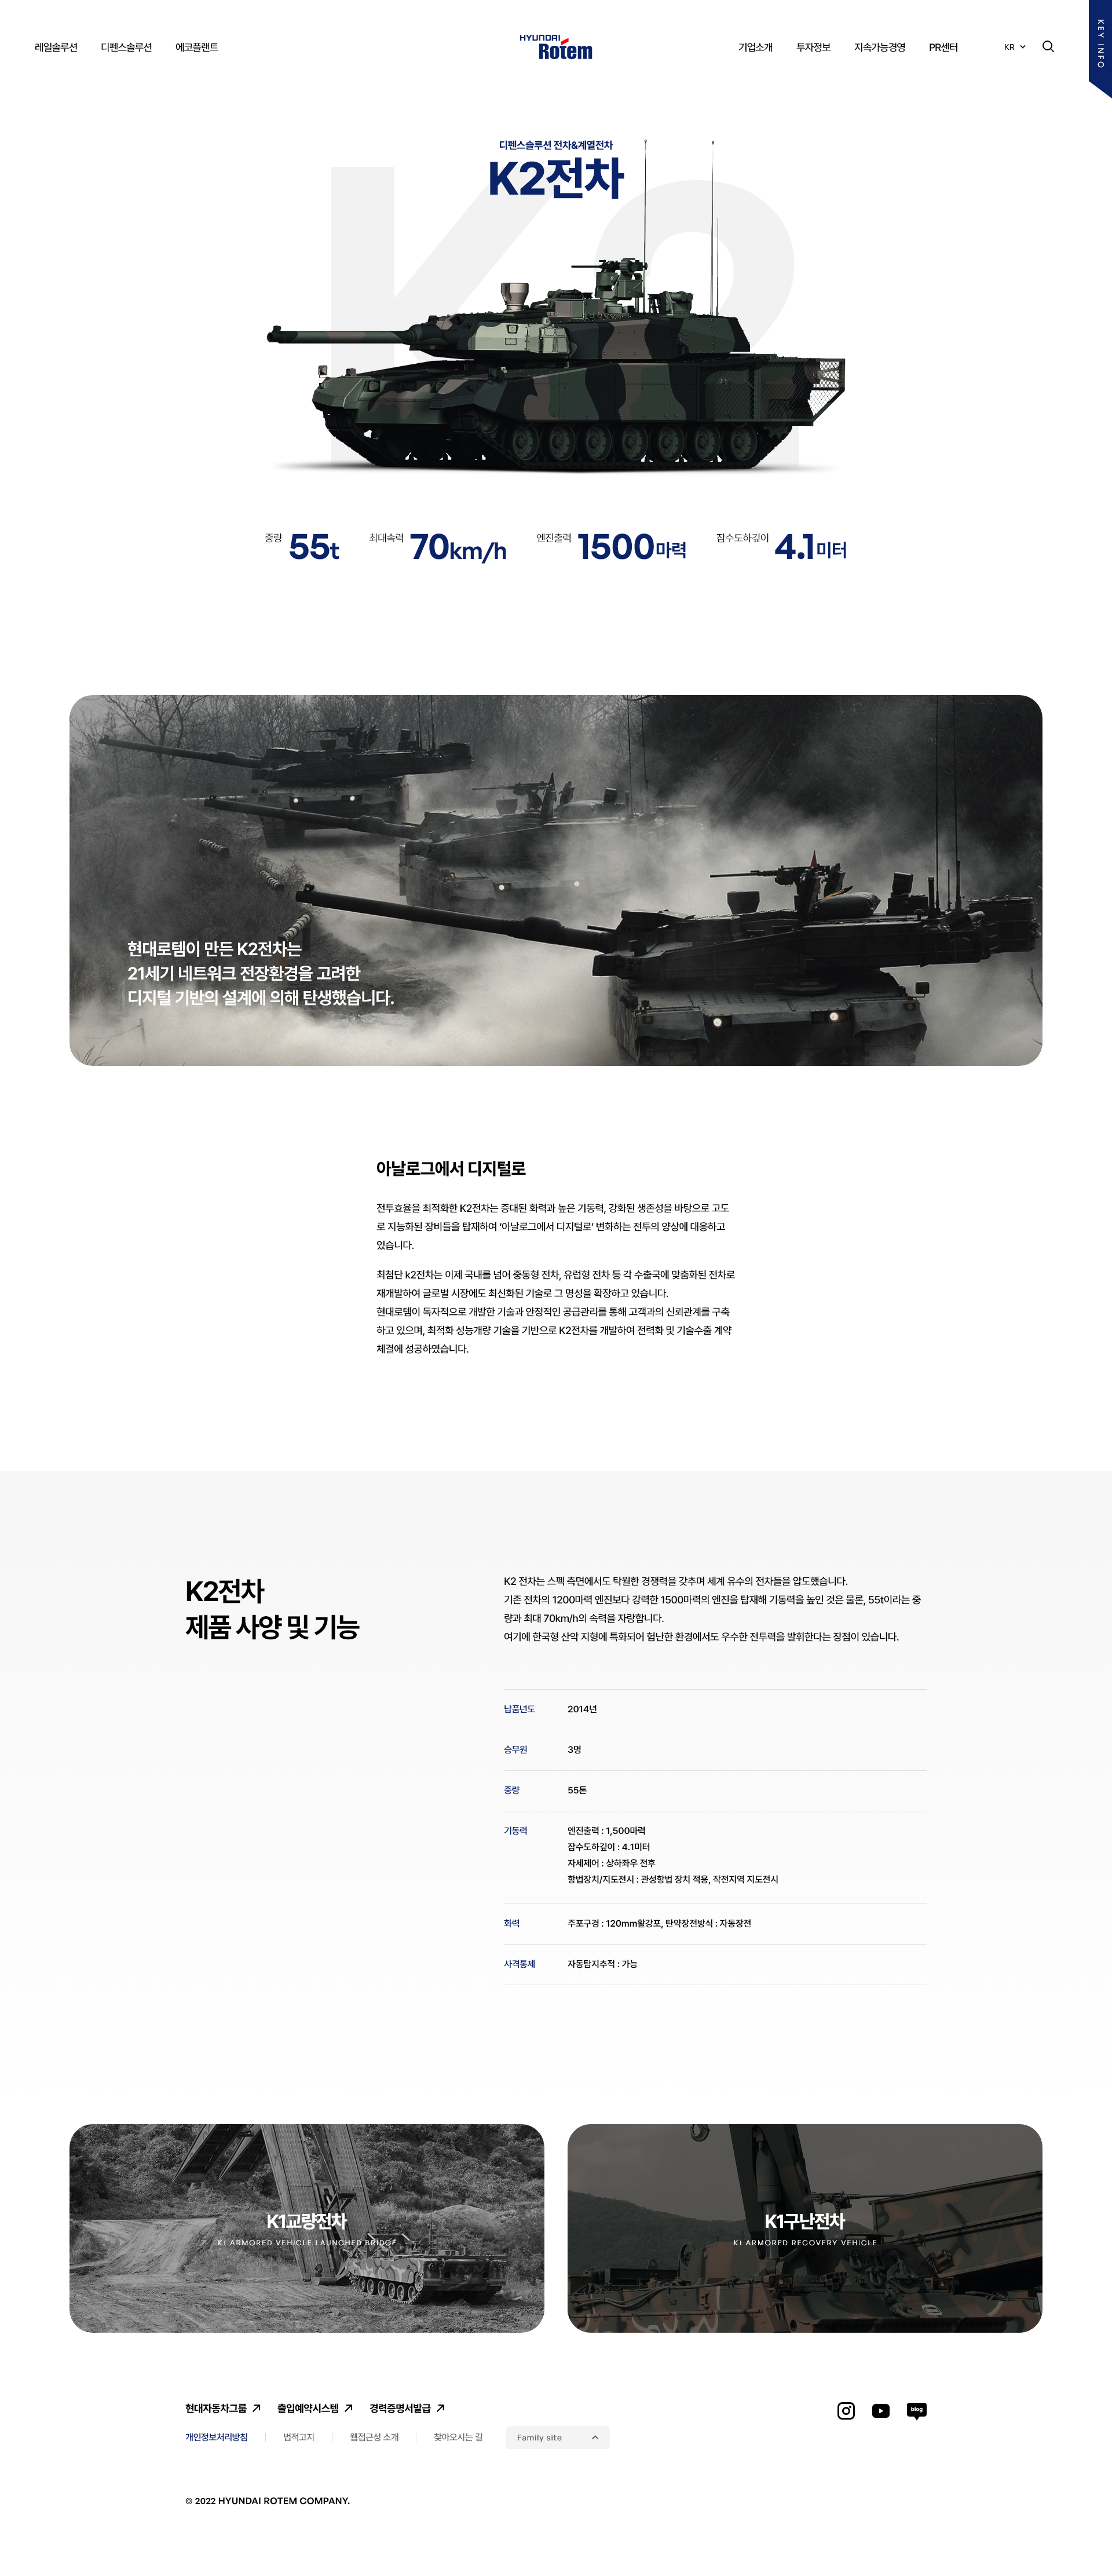 레일솔루션 디펜스솔루션 에코플랜트
HYUNDAI
Rotem
기업소개 투자정보 지속가능경영 PR센터 KR
KEY INFO
디펜스솔루션 전차&계열전차
K2전차
K2
중량 55t 최대속력 70km/h 엔진출력 1500마력 잠수도하깊이 4.1미터
현대로템이 만든 K2전차는
21세기 네트워크 전장환경을 고려한
디지털 기반의 설계에 의해 탄생했습니다.
아날로그에서 디지털로
전투효율을 최적화한 K2전차는 증대된 화력과 높은 기동력, 강화된 생존성을 바탕으로 고도
로 지능화된 장비들을 탑재하여 ‘아날로그에서 디지털로’ 변화하는 전투의 양상에 대응하고
있습니다.
최첨단 k2전차는 이제 국내를 넘어 중동형 전차, 유럽형 전차 등 각 수출국에 맞춤화된 전차로
재개발하여 글로벌 시장에도 최신화된 기술로 그 명성을 확장하고 있습니다.
현대로템이 독자적으로 개발한 기술과 안정적인 공급관리를 통해 고객과의 신뢰관계를 구축
하고 있으며, 최적화 성능개량 기술을 기반으로 K2전차를 개발하여 전력화 및 기술수출 계약
체결에 성공하였습니다.
K2전차
제품 사양 및 기능
K2 전차는 스펙 측면에서도 탁월한 경쟁력을 갖추며 세계 유수의 전차들을 압도했습니다.
기존 전차의 1200마력 엔진보다 강력한 1500마력의 엔진을 탑재해 기동력을 높인 것은 물론, 55t이라는 중
량과 최대 70km/h의 속력을 자랑합니다.
여기에 한국형 산악 지형에 특화되어 험난한 환경에서도 우수한 전투력을 발휘한다는 장점이 있습니다.
납품년도 2014년
승무원 3명
중량 55톤
기동력 엔진출력 : 1,500마력
잠수도하깊이 : 4.1미터
자세제어 : 상하좌우 전후
항법장치/지도전시 : 관성항법 장치 적용, 작전지역 지도전시
화력 주포구경 : 120mm활강포, 탄약장전방식 : 자동장전
사격통제 자동탐지추적 : 가능
K1교량전차
K1 ARMORED VEHICLE LAUNCHED BRIDGE
K1구난전차
K1 ARMORED RECOVERY VEHICLE
현대자동차그룹 출입예약시스템 경력증명서발급
blog
개인정보처리방침 법적고지 웹접근성 소개 찾아오시는 길 Family site
© 2022 HYUNDAI ROTEM COMPANY.